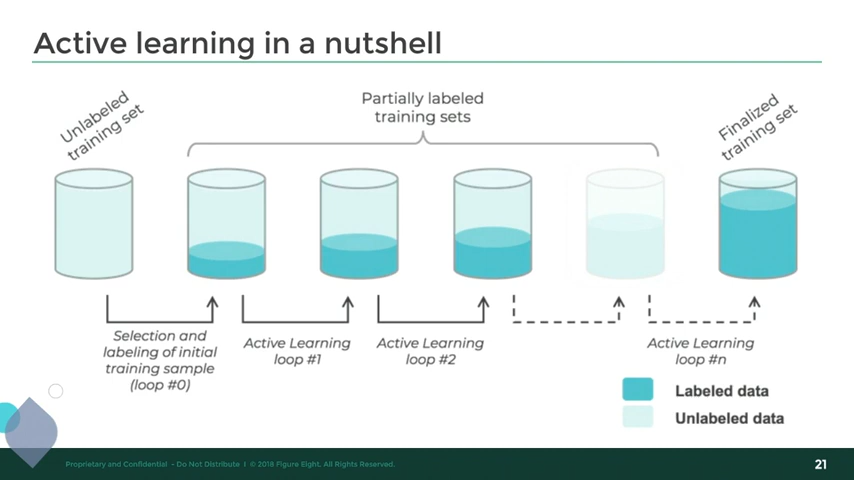 Active learning in a nutshell
Unlabeled
training set
Partially labeled
training sets
Finalized
training set
Selection and
labeling of initial
training sample
(loop #0)
Active Learning
loop #1
Active Learning
loop #2
Active Learning
loop #n
Labeled data
Unlabeled data
Proprietary and Confidential - Do Not Distribute I © 2018 Figure Eight. All Rights Reserved.
21